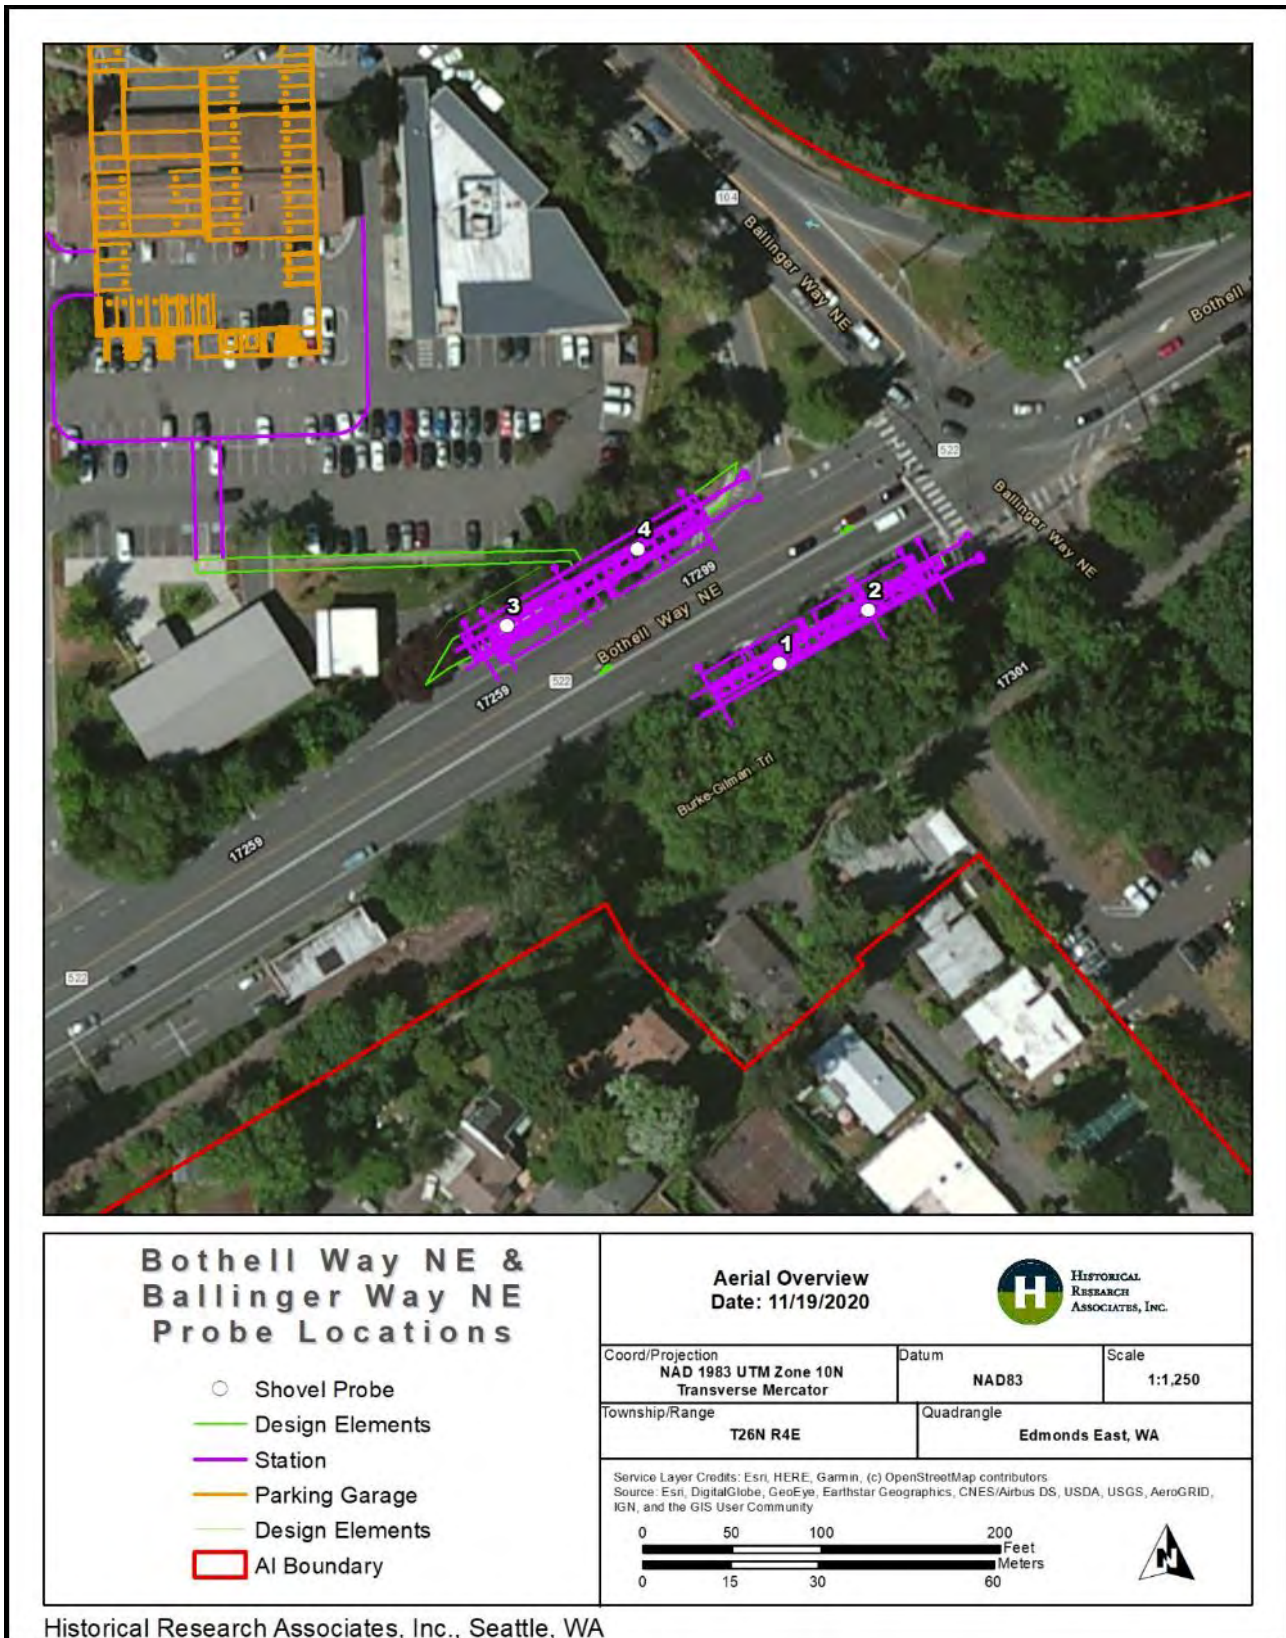 104
Ballinger Way NE
Bothell
522
Ballinger Way NE
4
17299
3
Bothell Way NE
2
1
17259
522
17301
Burke-Gilman Trl
17259
522
Bothell Way NE &
Ballinger Way NE
Probe Locations
Shovel Probe
Design Elements
Station
Parking Garage
Design Elements
AI Boundary
Aerial Overview
Date: 11/19/2020
H
HISTORICAL
RESEARCH
ASSOCIATES, INC.
Coord/Projection
NAD 1983 UTM Zone 10N
Transverse Mercator
Datum
NAD83
Scale
1:1,250
Township/Range
T26N R4E
Quadrangle
Edmonds East, WA
Service Layer Credits: Esri, HERE, Garmin, (c) OpenStreetMap contributors
Source: Esri, DigitalGlobe, GeoEye, Earthstar Geographics, CNES/Airbus DS, USDA, USGS, AeroGRID,
IGN, and the GIS User Community
0 50 100 200
Feet
Meters
0 15 30 60
N
Historical Research Associates, Inc., Seattle, WA